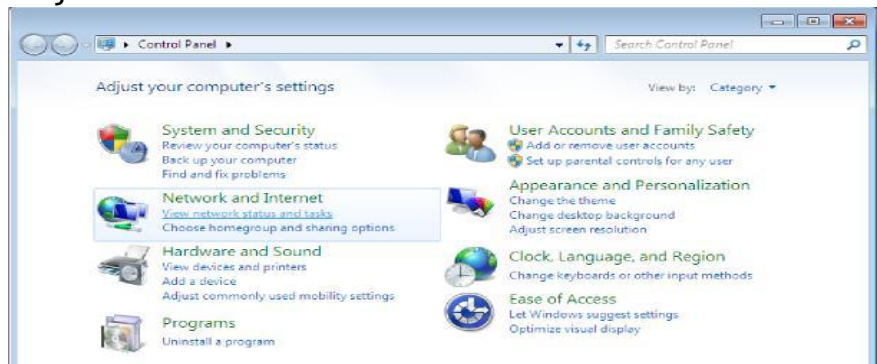 Control Panel
Search Control Panel
Adjust your computer's settings
View by: Category
System and Security
Review your computer's status
Back up your computer
Find and fix problems
Network and Internet
View network status and tasks
Choose homegroup and sharing options
Hardware and Sound
View devices and printers
Add a device
Adjust commonly used mobility settings
Programs
Uninstall a program
User Accounts and Family Safety
Add or remove user accounts
Set up parental controls for any user
Appearance and Personalization
Change the theme
Change desktop background
Adjust screen resolution
Clock, Language, and Region
Change keyboards or other input methods
Ease of Access
Let Windows suggest settings
Optimize visual display